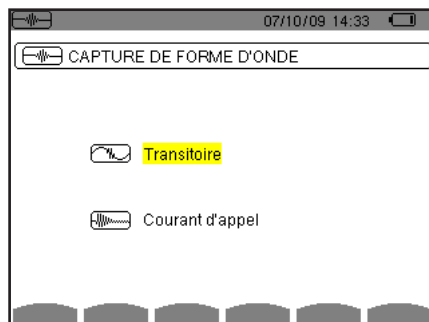 07/10/09 14:33
CAPTURE DE FORME D'ONDE
Transitoire
Courant d'appel